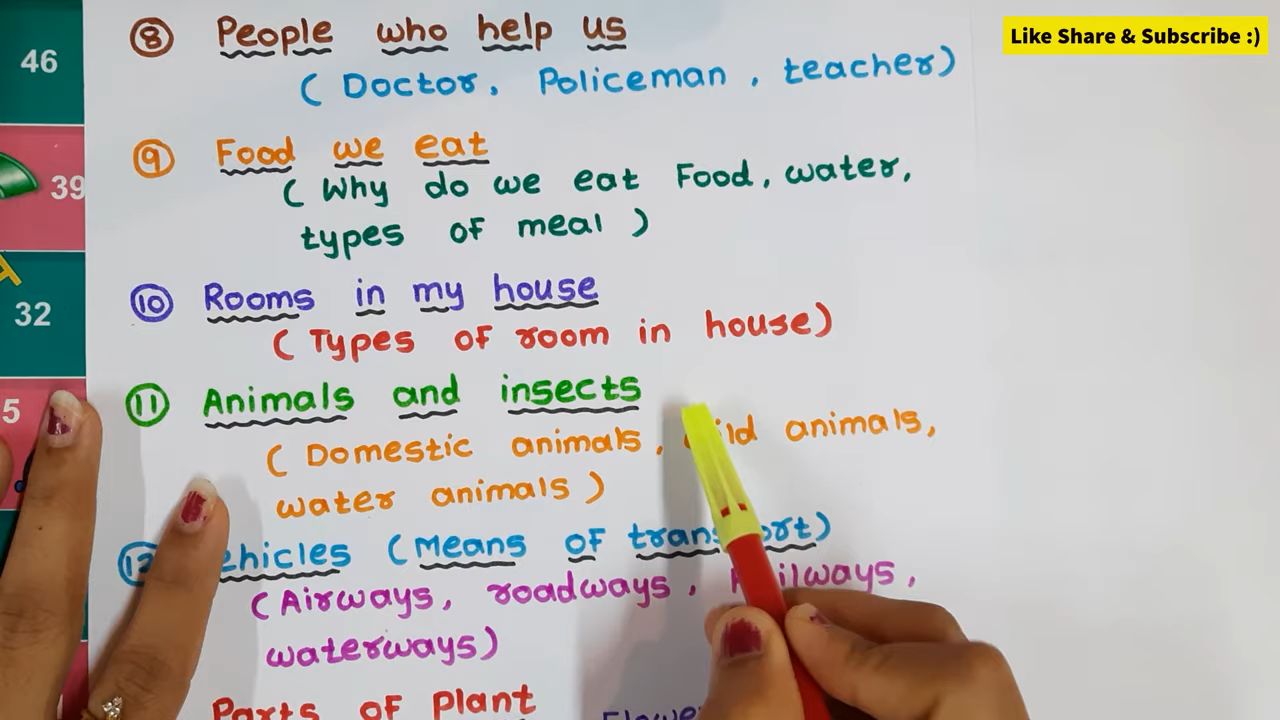 46
39
32
5
Like Share & Subscribe :)
8 People who help us
( Doctor, Policeman, teacher)
9 Food we eat
( Why do we eat Food, water,
types of meal )
10 Rooms in my house
( Types of room in house)
11 Animals and insects
( Domestic animals, animals,
water animals )
(Means of
(Airways, roadways,
waterways)
Parts of Plant